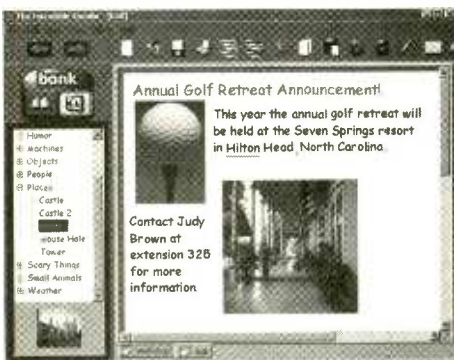 bank
Annual Golf Retreat Announcement!
This year the annual golf retreat will
be held at the Seven Springs resort
in Hilton Head, North Carolina
Contact Judy
Brown at
extension 325
for more
information
Humor
Machines
Objects
People
Places
Castle
Castle 2
Mouse Hole
Tower
Scary Things
Small Animals
Weather